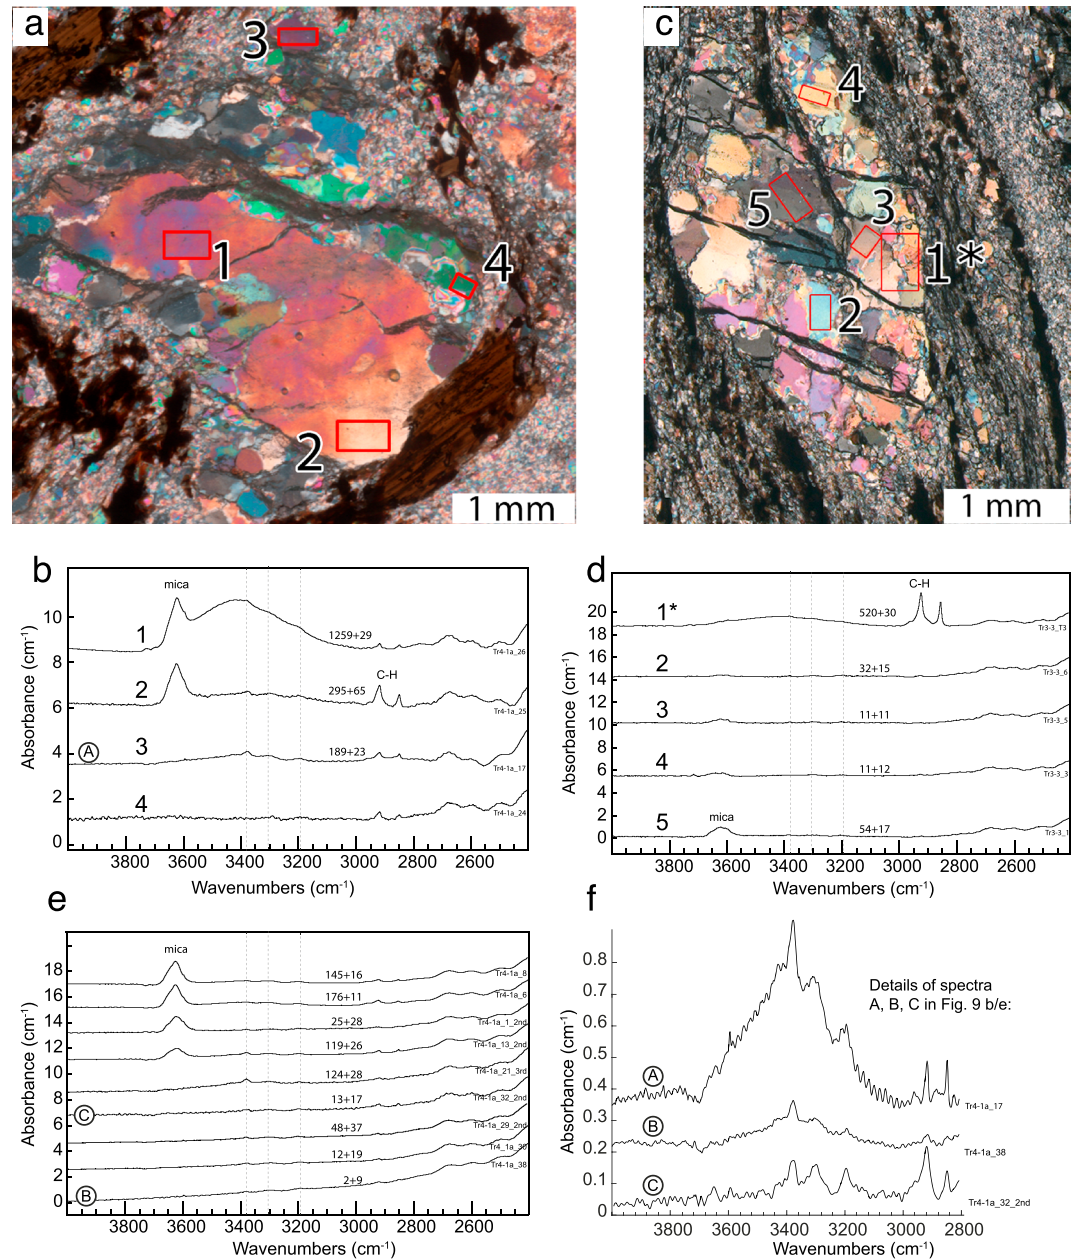 a
3
1
4
2
1 mm
c
4
5
3
1*
2
1 mm
b
mica
10
1
1259+29
Tr4-1a_26
8
C-H
2
295+65
6
Tr4-1a_25
3
189+23
A
4
Tr4-1a_17
4
2
Tr4-1a_24
0
Absorbance (cm-1)
3800 3600 3400 3200 3000 2800 2600
Wavenumbers (cm-1)
d
C-H
20
1*
520+30
18
Tr3-3_T3
16
2
32+15
14
Tr3-3_6
12
3
11+11
10
Tr3-3_5
8
4
11+12
6
Tr3-3_3
4
mica
2
5
54+17
0
Tr3-3_1
Absorbance (cm-1)
3800 3600 3400 3200 3000 2800 2600
Wavenumbers (cm-1)
e
mica
18
145+16
Tr4-1a_8
16
176+11
Tr4-1a_6
14
25+28
Tr4-1a_1_2nd
12
119+26
Tr4-1a_13_2nd
10
124+28
Tr4-1a_21_3rd
8
13+17
Tr4-1a_32_2nd
C
6
48+37
Tr4-1a_29_2nd
4
12+19
2
Tr4-1a_38
2+9
B
0
Absorbance (cm-1)
3800 3600 3400 3200 3000 2800 2600
Wavenumbers (cm-1)
f
0.8
Details of spectra
A, B, C in Fig. 9 b/e:
0.7
0.6
0.5
A
0.4
Tr4-1a_17
0.3
B
0.2
Tr4-1a_38
0.1
C
0
Tr4-1a_32_2nd
Absorbance (cm-1)
3800 3600 3400 3200 3000 2800
Wavenumbers (cm-1)